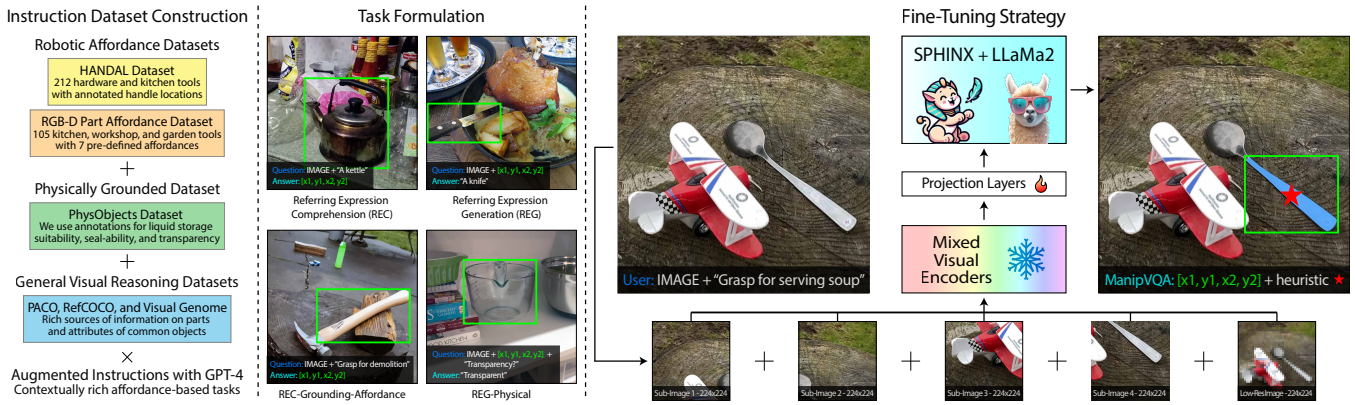 Instruction Dataset Construction
Robotic Affordance Datasets
HANDAL Dataset
212 hardware and kitchen tools
with annotated handle locations
RGB-D Part Affordance Dataset
105 kitchen, workshop, and garden tools
with 7 pre-defined affordances
+
Physically Grounded Dataset
PhysObjects Dataset
We use annotations for liquid storage
suitability, seal-ability, and transparency
+
General Visual Reasoning Datasets
PACO, RefCOCO, and Visual Genome
Rich sources of information on parts
and attributes of common objects
×
Augmented Instructions with GPT-4
Contextually rich affordance-based tasks
Task Formulation
Question: IMAGE + "A kettle"
Answer: [x1, y1, x2, y2]
Referring Expression
Comprehension (REC)
Question: IMAGE + [x1, y1, x2, y2]
Answer: "A knife"
Referring Expression
Generation (REG)
Question: IMAGE + "Grasp for demolition"
Answer: [x1, y1, x2, y2]
REC-Grounding-Affordance
Question: IMAGE + [x1, y1, x2, y2] +
"Transparency?"
Answer: "Transparent"
REG-Physical
Fine-Tuning Strategy
User: IMAGE + "Grasp for serving soup"
SPHINX + LLaMa2
Projection Layers
Mixed
Visual
Encoders
ManipVQA: [x1, y1, x2, y2] + heuristic ★
Sub-Image 1 - 224x224
+
Sub-Image 2 - 224x224
+
Sub-Image 3 - 224x224
+
Sub-Image 4 - 224x224
+
Low-ResImage - 224x224